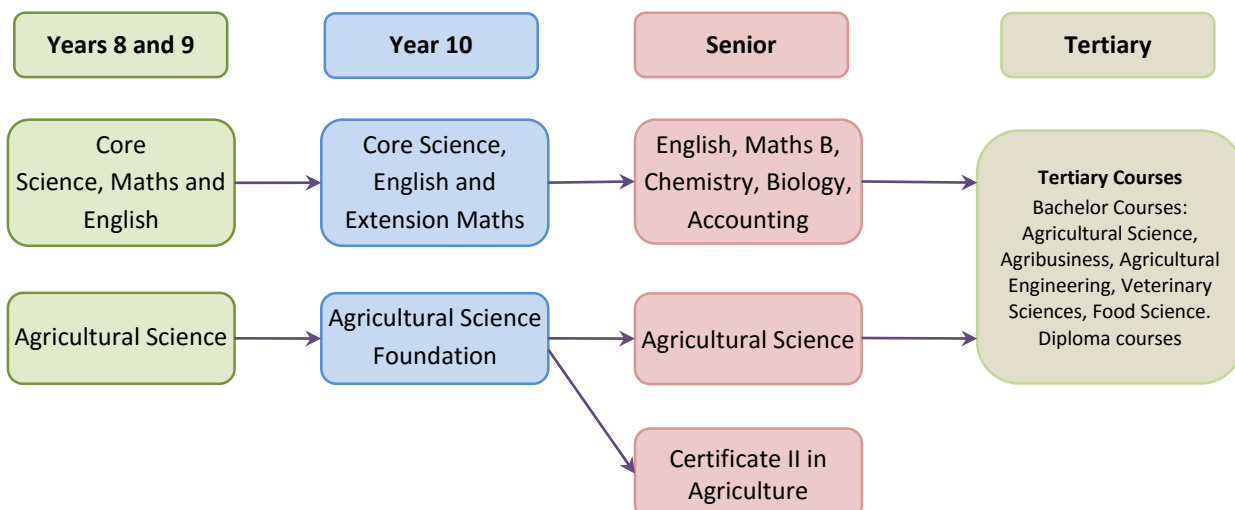 Years 8 and 9
Year 10
Senior
Tertiary
Core
Science, Maths and
English
Core Science,
English and
Extension Maths
English, Maths B,
Chemistry, Biology,
Accounting
Tertiary Courses
Bachelor Courses:
Agricultural Science,
Agribusiness, Agricultural
Engineering, Veterinary
Sciences, Food Science.
Diploma courses
Agricultural Science
Agricultural Science
Foundation
Agricultural Science
Certificate II in
Agriculture